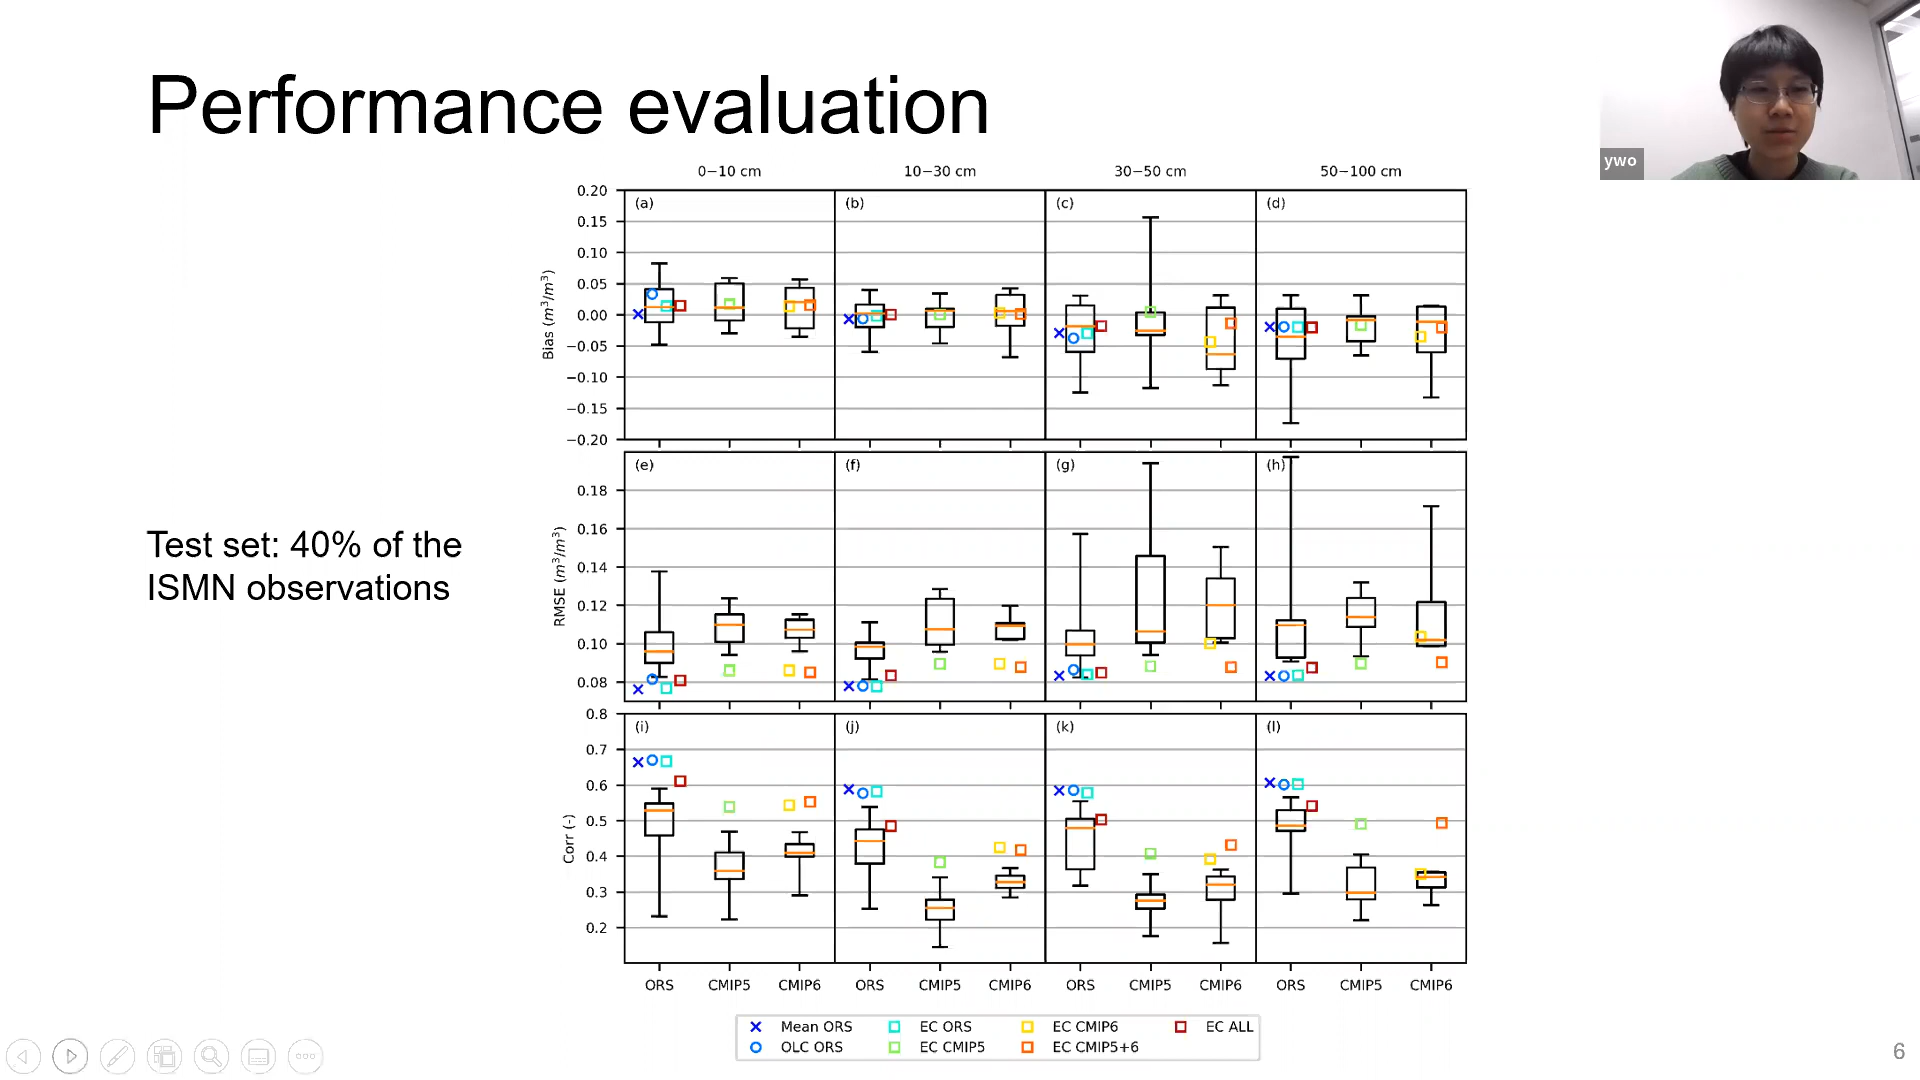 Performance evaluation
ywo
0−10 cm 10−30 cm 30−50 cm 50−100 cm
Bias (m³/m³)
0.20
0.15
0.10
0.05
0.00
−0.05
−0.10
−0.15
−0.20
(a) (b) (c) (d)
Test set: 40% of the
ISMN observations
RMSE (m³/m³)
0.18
0.16
0.14
0.12
0.10
0.08
(e) (f) (g) (h)
Corr (-)
0.8
0.7
0.6
0.5
0.4
0.3
0.2
(i) (j) (k) (l)
ORS CMIP5 CMIP6 ORS CMIP5 CMIP6 ORS CMIP5 CMIP6 ORS CMIP5 CMIP6
Mean ORS EC ORS EC CMIP6 EC ALL
OLC ORS EC CMIP5 EC CMIP5+6
6